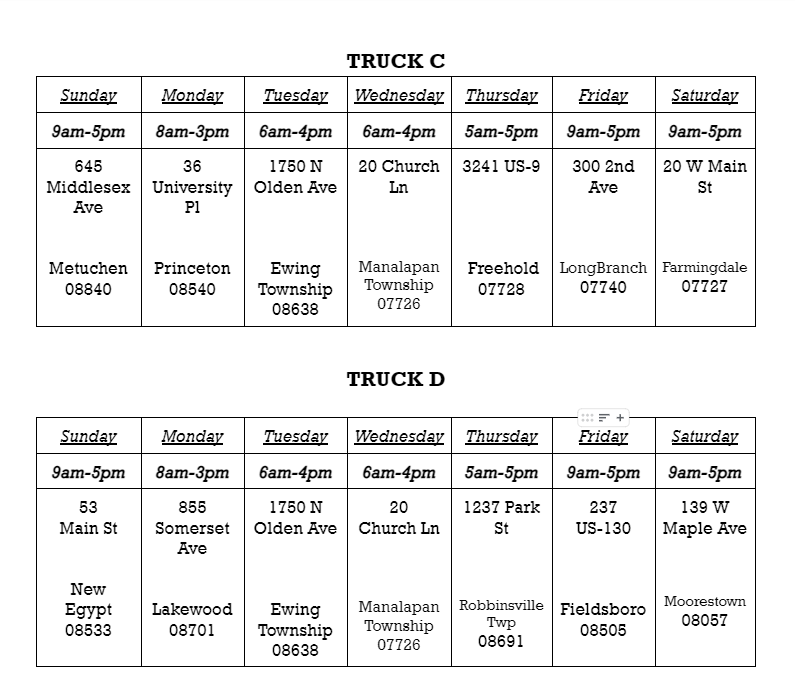 TRUCK C
Sunday Monday Tuesday Wednesday Thursday Friday Saturday
9am-5pm 8am-3pm 6am-4pm 6am-4pm 5am-5pm 9am-5pm 9am-5pm
645 36 1750 N 20 Church 3241 US-9 300 2nd 20 W Main
Middlesex University Olden Ave Ln Ave St
Ave Pl
Metuchen Princeton Ewing Manalapan Freehold LongBranch Farmingdale
08840 08540 Township Township 07728 07740 07727
08638 07726
TRUCK D
Sunday Monday Tuesday Wednesday Thursday Friday Saturday
9am-5pm 8am-3pm 6am-4pm 6am-4pm 5am-5pm 9am-5pm 9am-5pm
53 855 1750 N 20 1237 Park 237 139 W
Main St Somerset Olden Ave Church Ln St US-130 Maple Ave
Ave
New
Egypt Lakewood Ewing Manalapan Robbinsville Fieldsboro Moorestown
08533 08701 Township Township Twp 08505 08057
08638 07726 08691